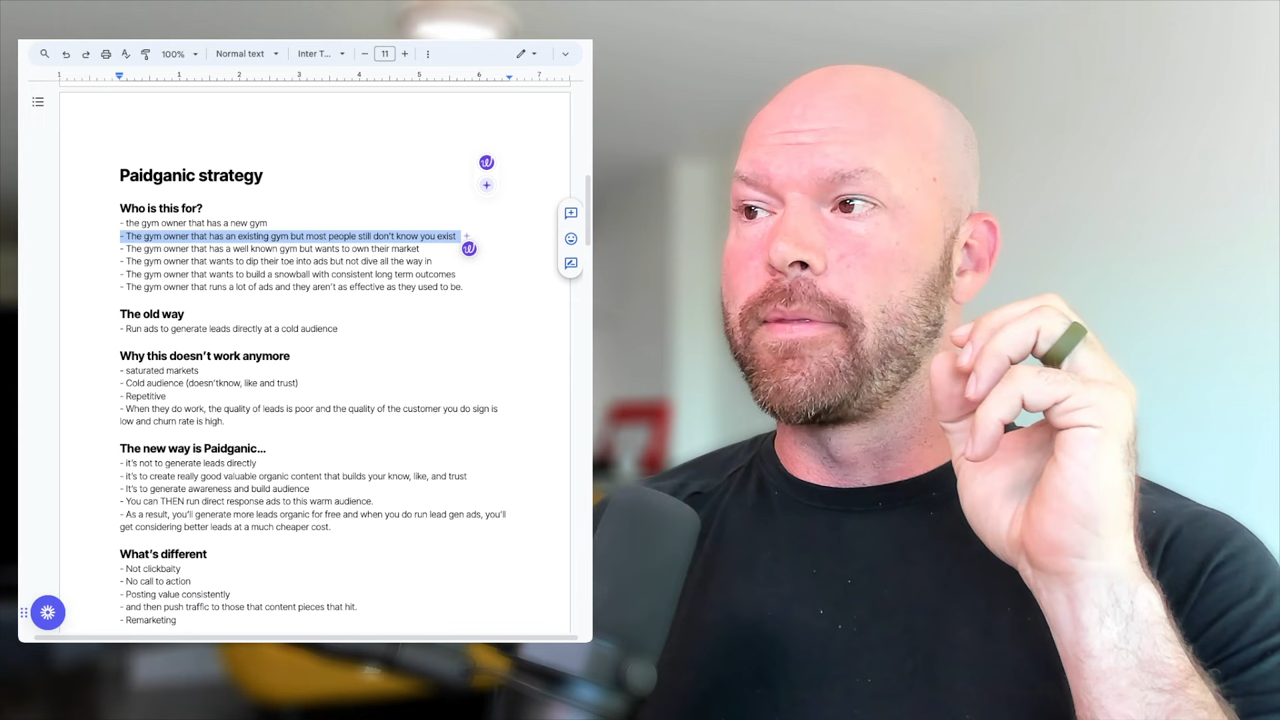 100%
Normal text
Inter T...
11
1 1 2 3 4 5 6 7
Paidganic strategy
Who is this for?
- the gym owner that has a new gym
- The gym owner that has an existing gym but most people still don't know you exist
- The gym owner that has a well known gym but wants to own their market
- The gym owner that wants to dip their toe into ads but not dive all the way in
- The gym owner that wants to build a snowball with consistent long term outcomes
- The gym owner that runs a lot of ads and they aren't as effective as they used to be.
The old way
- Run ads to generate leads directly at a cold audience
Why this doesn't work anymore
- saturated markets
- Cold audience (doesn'tknow, like and trust)
- Repetitive
- When they do work, the quality of leads is poor and the quality of the customer you do sign is
low and churn rate is high.
The new way is Paidganic...
- it's not to generate leads directly
- it's to create really good valuable organic content that builds your know, like, and trust
- It's to generate awareness and build audience
- You can THEN run direct response ads to this warm audience.
- As a result, you'll generate more leads organic for free and when you do run lead gen ads, you'll
get considering better leads at a much cheaper cost.
What's different
- Not clickbaity
- No call to action
- Posting value consistently
- and then push traffic to those that content pieces that hit.
- Remarketing